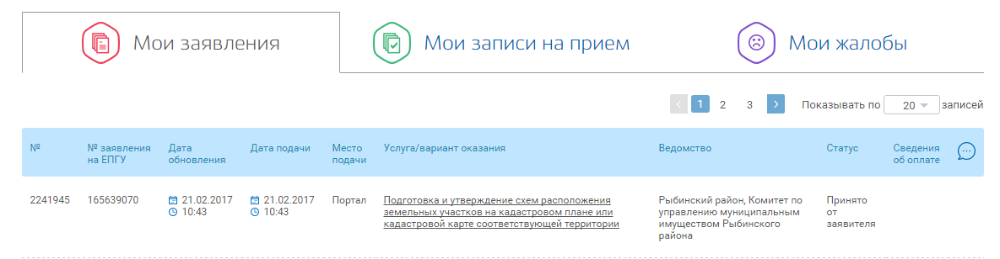 Мои заявления
Мои записи на прием
Мои жалобы
1 2 3 Показывать по 20 записей
№
№ заявления
на ЕПГУ
Дата
обновления
Дата подачи
Место
подачи
Услуга/вариант оказания
Ведомство
Статус
Сведения
об оплате
2241945
165639070
21.02.2017
10:43
21.02.2017
10:43
Портал
Подготовка и утверждение схем расположения
земельных участков на кадастровом плане или
кадастровой карте соответствующей территории
Рыбинский район, Комитет по
управлению муниципальным
имуществом Рыбинского
района
Принято
от
заявителя